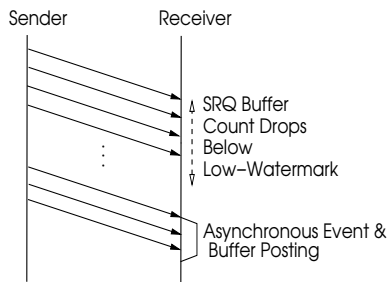 Sender
Receiver
SRQ Buffer
Count Drops
Below
Low–Watermark
Asynchronous Event &
Buffer Posting